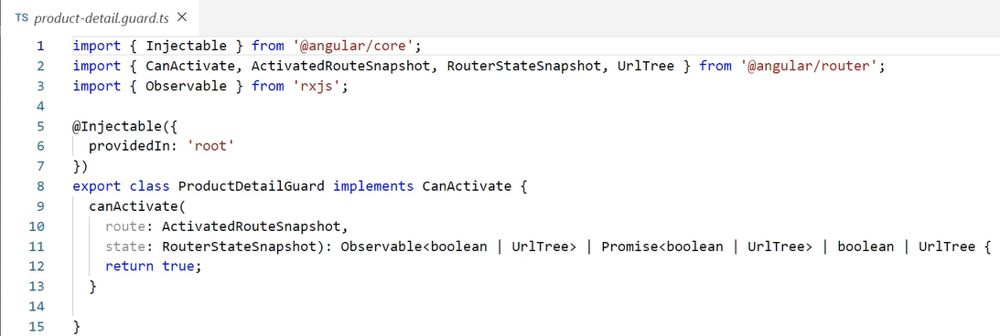 TS product-detail.guard.ts ×
1 import { Injectable } from '@angular/core';
2 import { CanActivate, ActivatedRouteSnapshot, RouterStateSnapshot, UrlTree } from '@angular/router';
3 import { Observable } from 'rxjs';
4
5 @Injectable({
6   providedIn: 'root'
7 })
8 export class ProductDetailGuard implements CanActivate {
9   canActivate(
10     route: ActivatedRouteSnapshot,
11     state: RouterStateSnapshot): Observable<boolean | UrlTree> | Promise<boolean | UrlTree> | boolean | UrlTree {
12     return true;
13   }
14
15 }